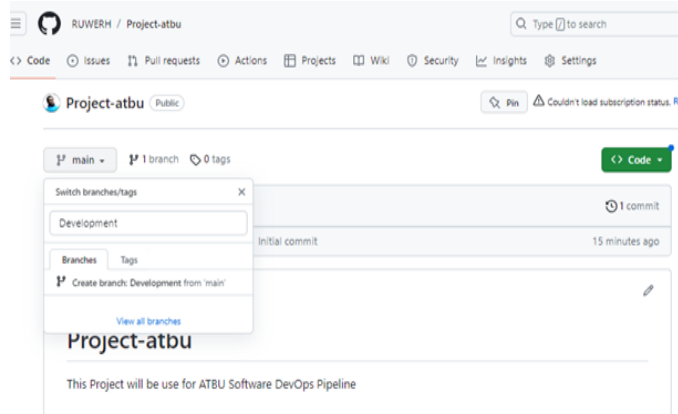 RUWERH / Project-atbu
Type / to search
<> Code Issues Pull requests Actions Projects Wiki Security Insights Settings
Project-atbu Public
Pin Couldn't load subscription status. R
main 1 branch 0 tags
<> Code
Switch branches/tags
Development
1 commit
Initial commit 15 minutes ago
Branches Tags
Create branch: Development from 'main'
View all branches
Project-atbu
This Project will be use for ATBU Software DevOps Pipeline